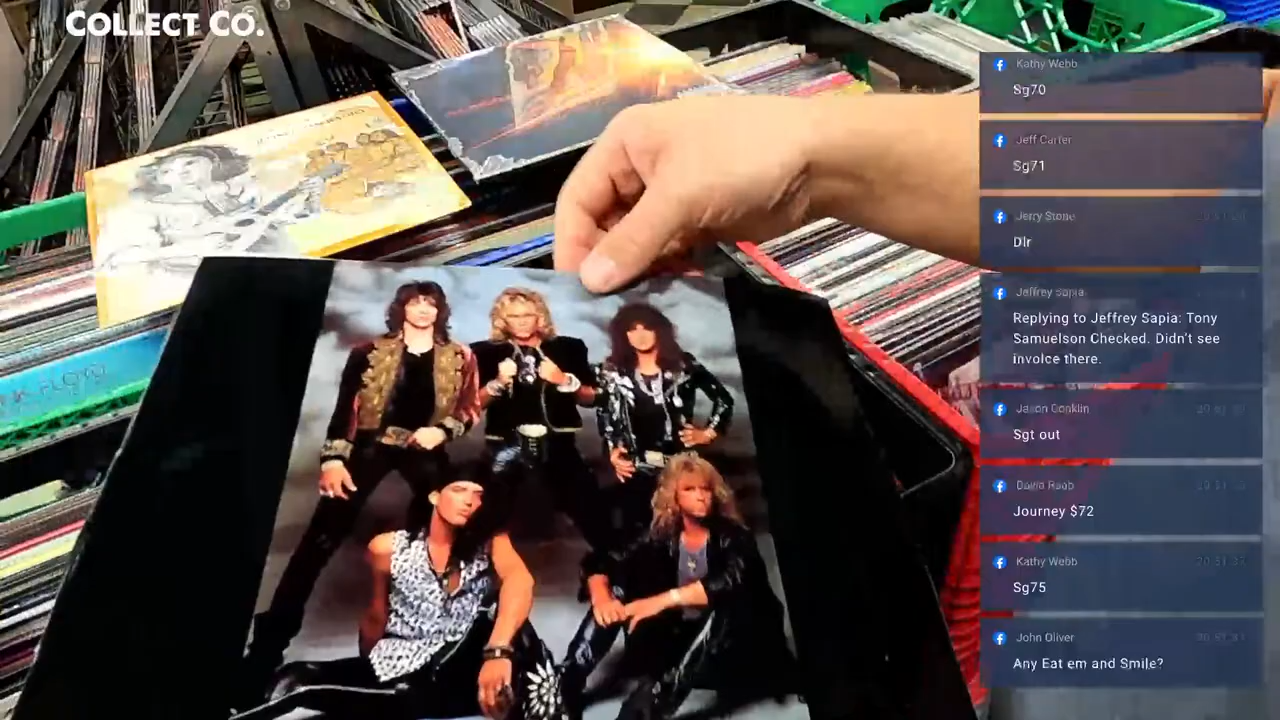 COLLECT CO.
Kathy Webb
Sg70
Jeff Carter
Sg71
Jerry Stone
Dlr
Jeffrey Sapia
Replying to Jeffrey Sapia: Tony
Samuelson Checked. Didn't see
involce there.
Jason Conklin
Sgt out
David Raab
Journey $72
Kathy Webb
Sg75
John Oliver
Any Eat em and Smile?
FLOYD